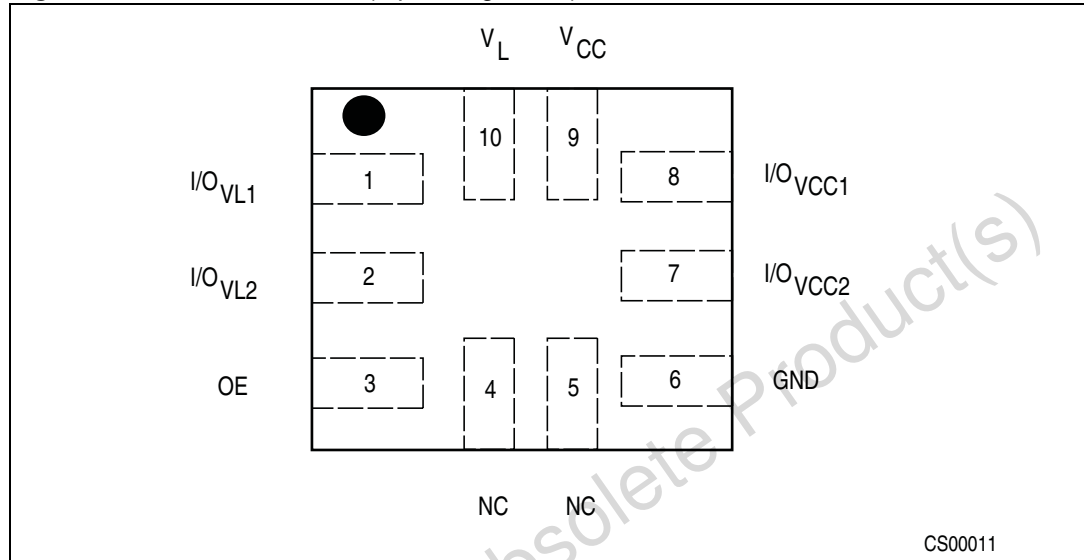 V_L V_CC
10 9
I/O_VL1 1 8 I/O_VCC1
I/O_VL2 2 7 I/O_VCC2
OE 3 4 5 6 GND
NC NC
CS00011
Obsolete Product(s)